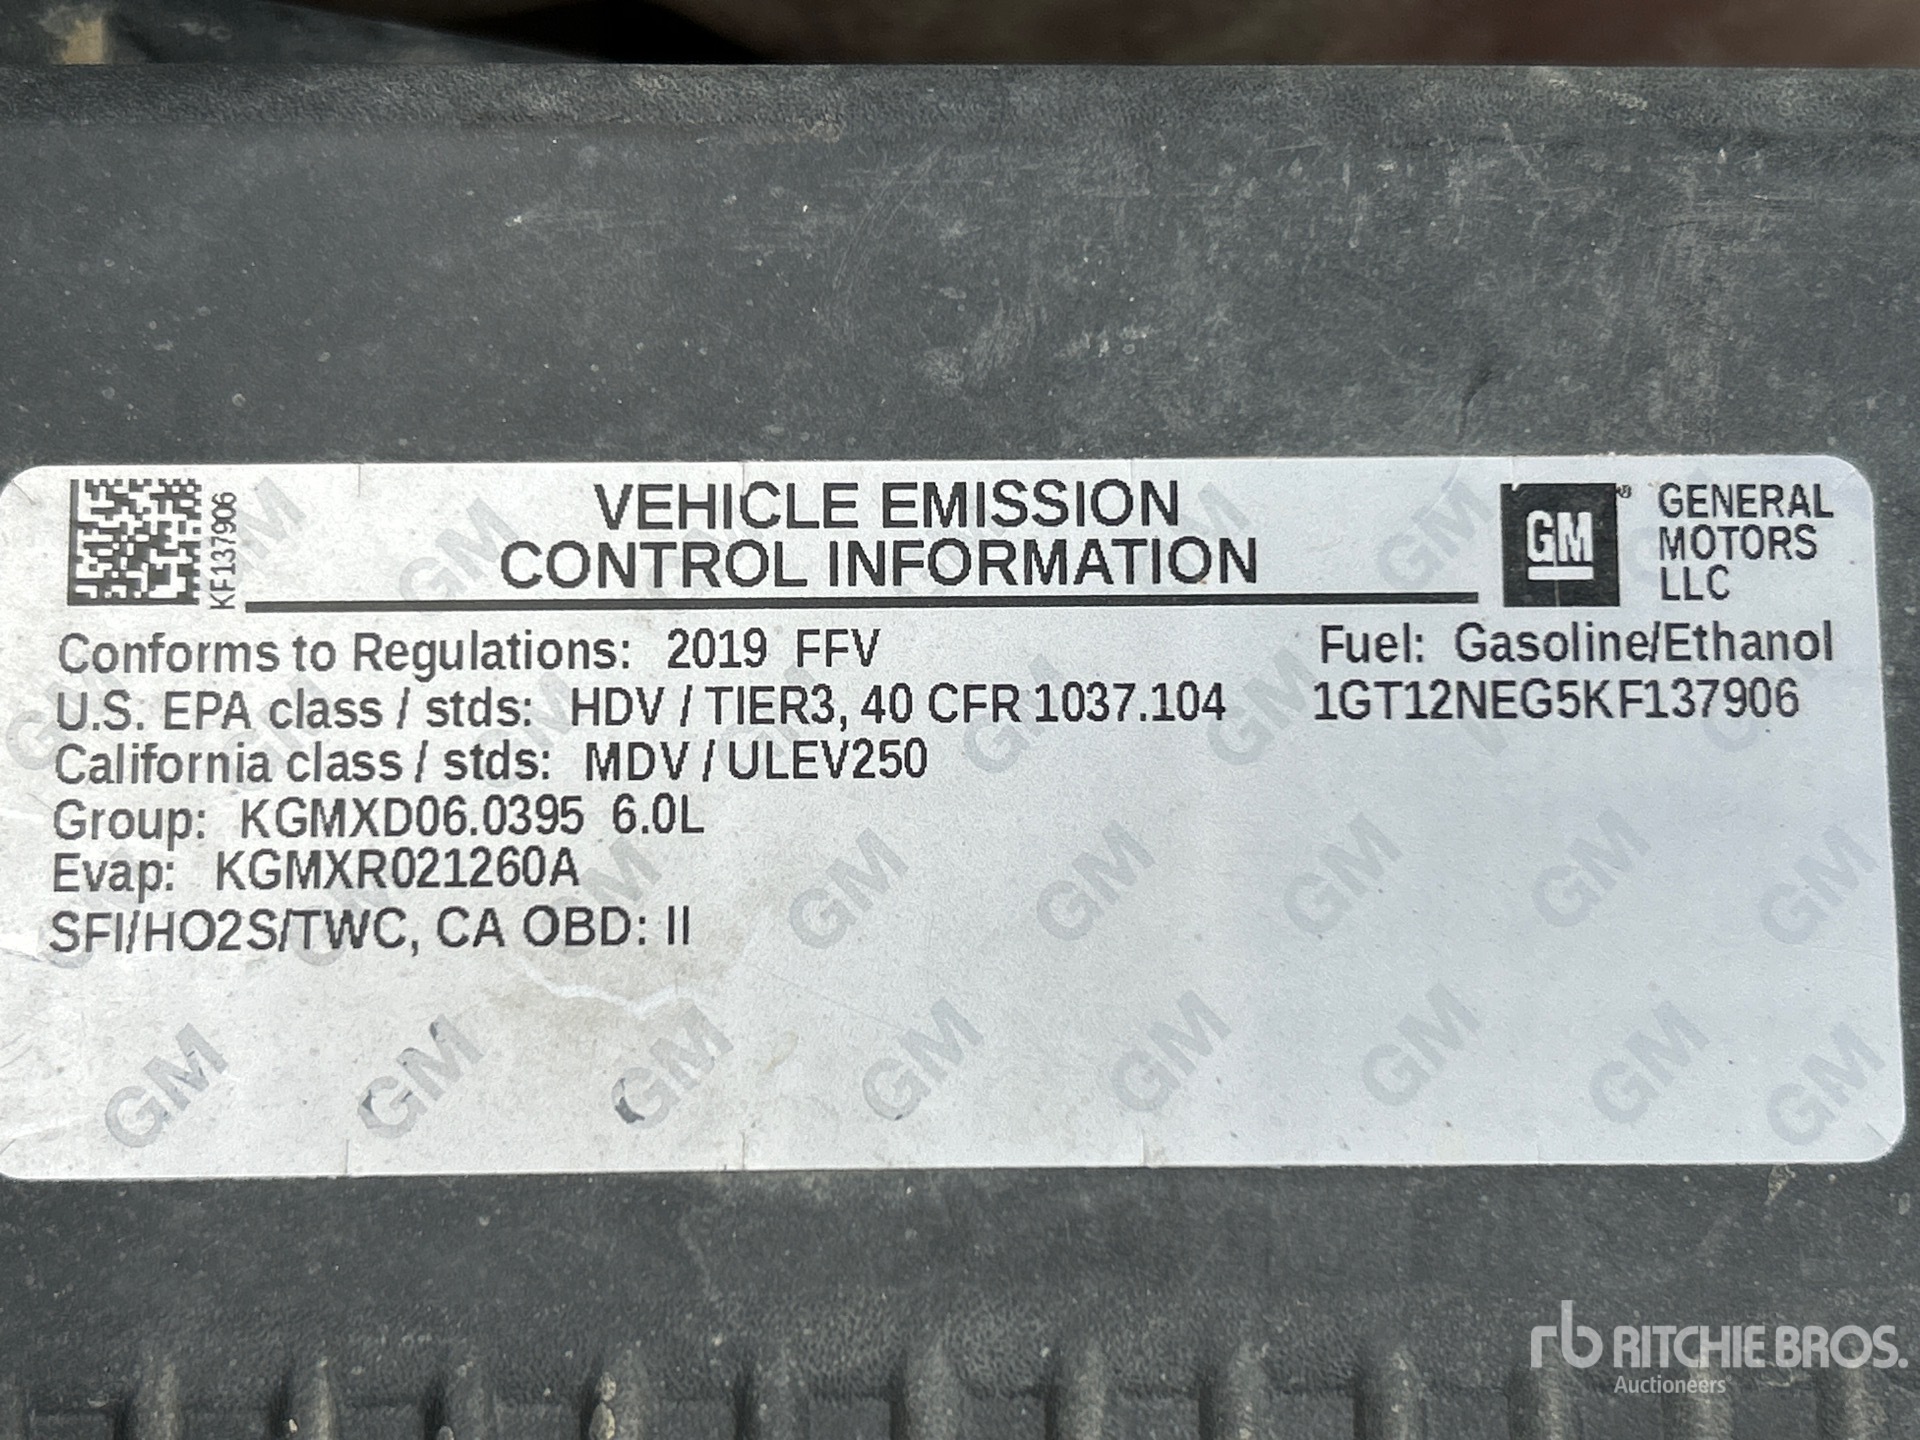 KF137906
VEHICLE EMISSION
CONTROL INFORMATION
GM®
GENERAL
MOTORS
LLC
Conforms to Regulations: 2019 FFV
Fuel: Gasoline/Ethanol
U.S. EPA class / stds: HDV / TIER3, 40 CFR 1037.104
1GT12NEG5KF137906
California class / stds: MDV / ULEV250
Group: KGMXD06.0395 6.0L
Evap: KGMXR021260A
SFI/HO2S/TWC, CA OBD: II
rb RITCHIE BROS.
Auctioneers